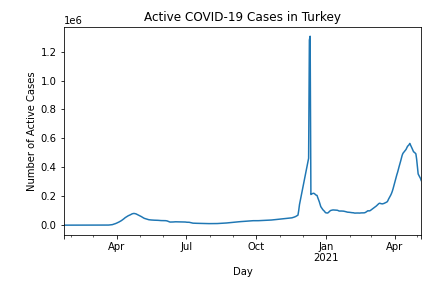 Active COVID-19 Cases in Turkey
1e6
Number of Active Cases
1.2
1.0
0.8
0.6
0.4
0.2
0.0
Apr
Jul
Oct
Jan
2021
Apr
Day